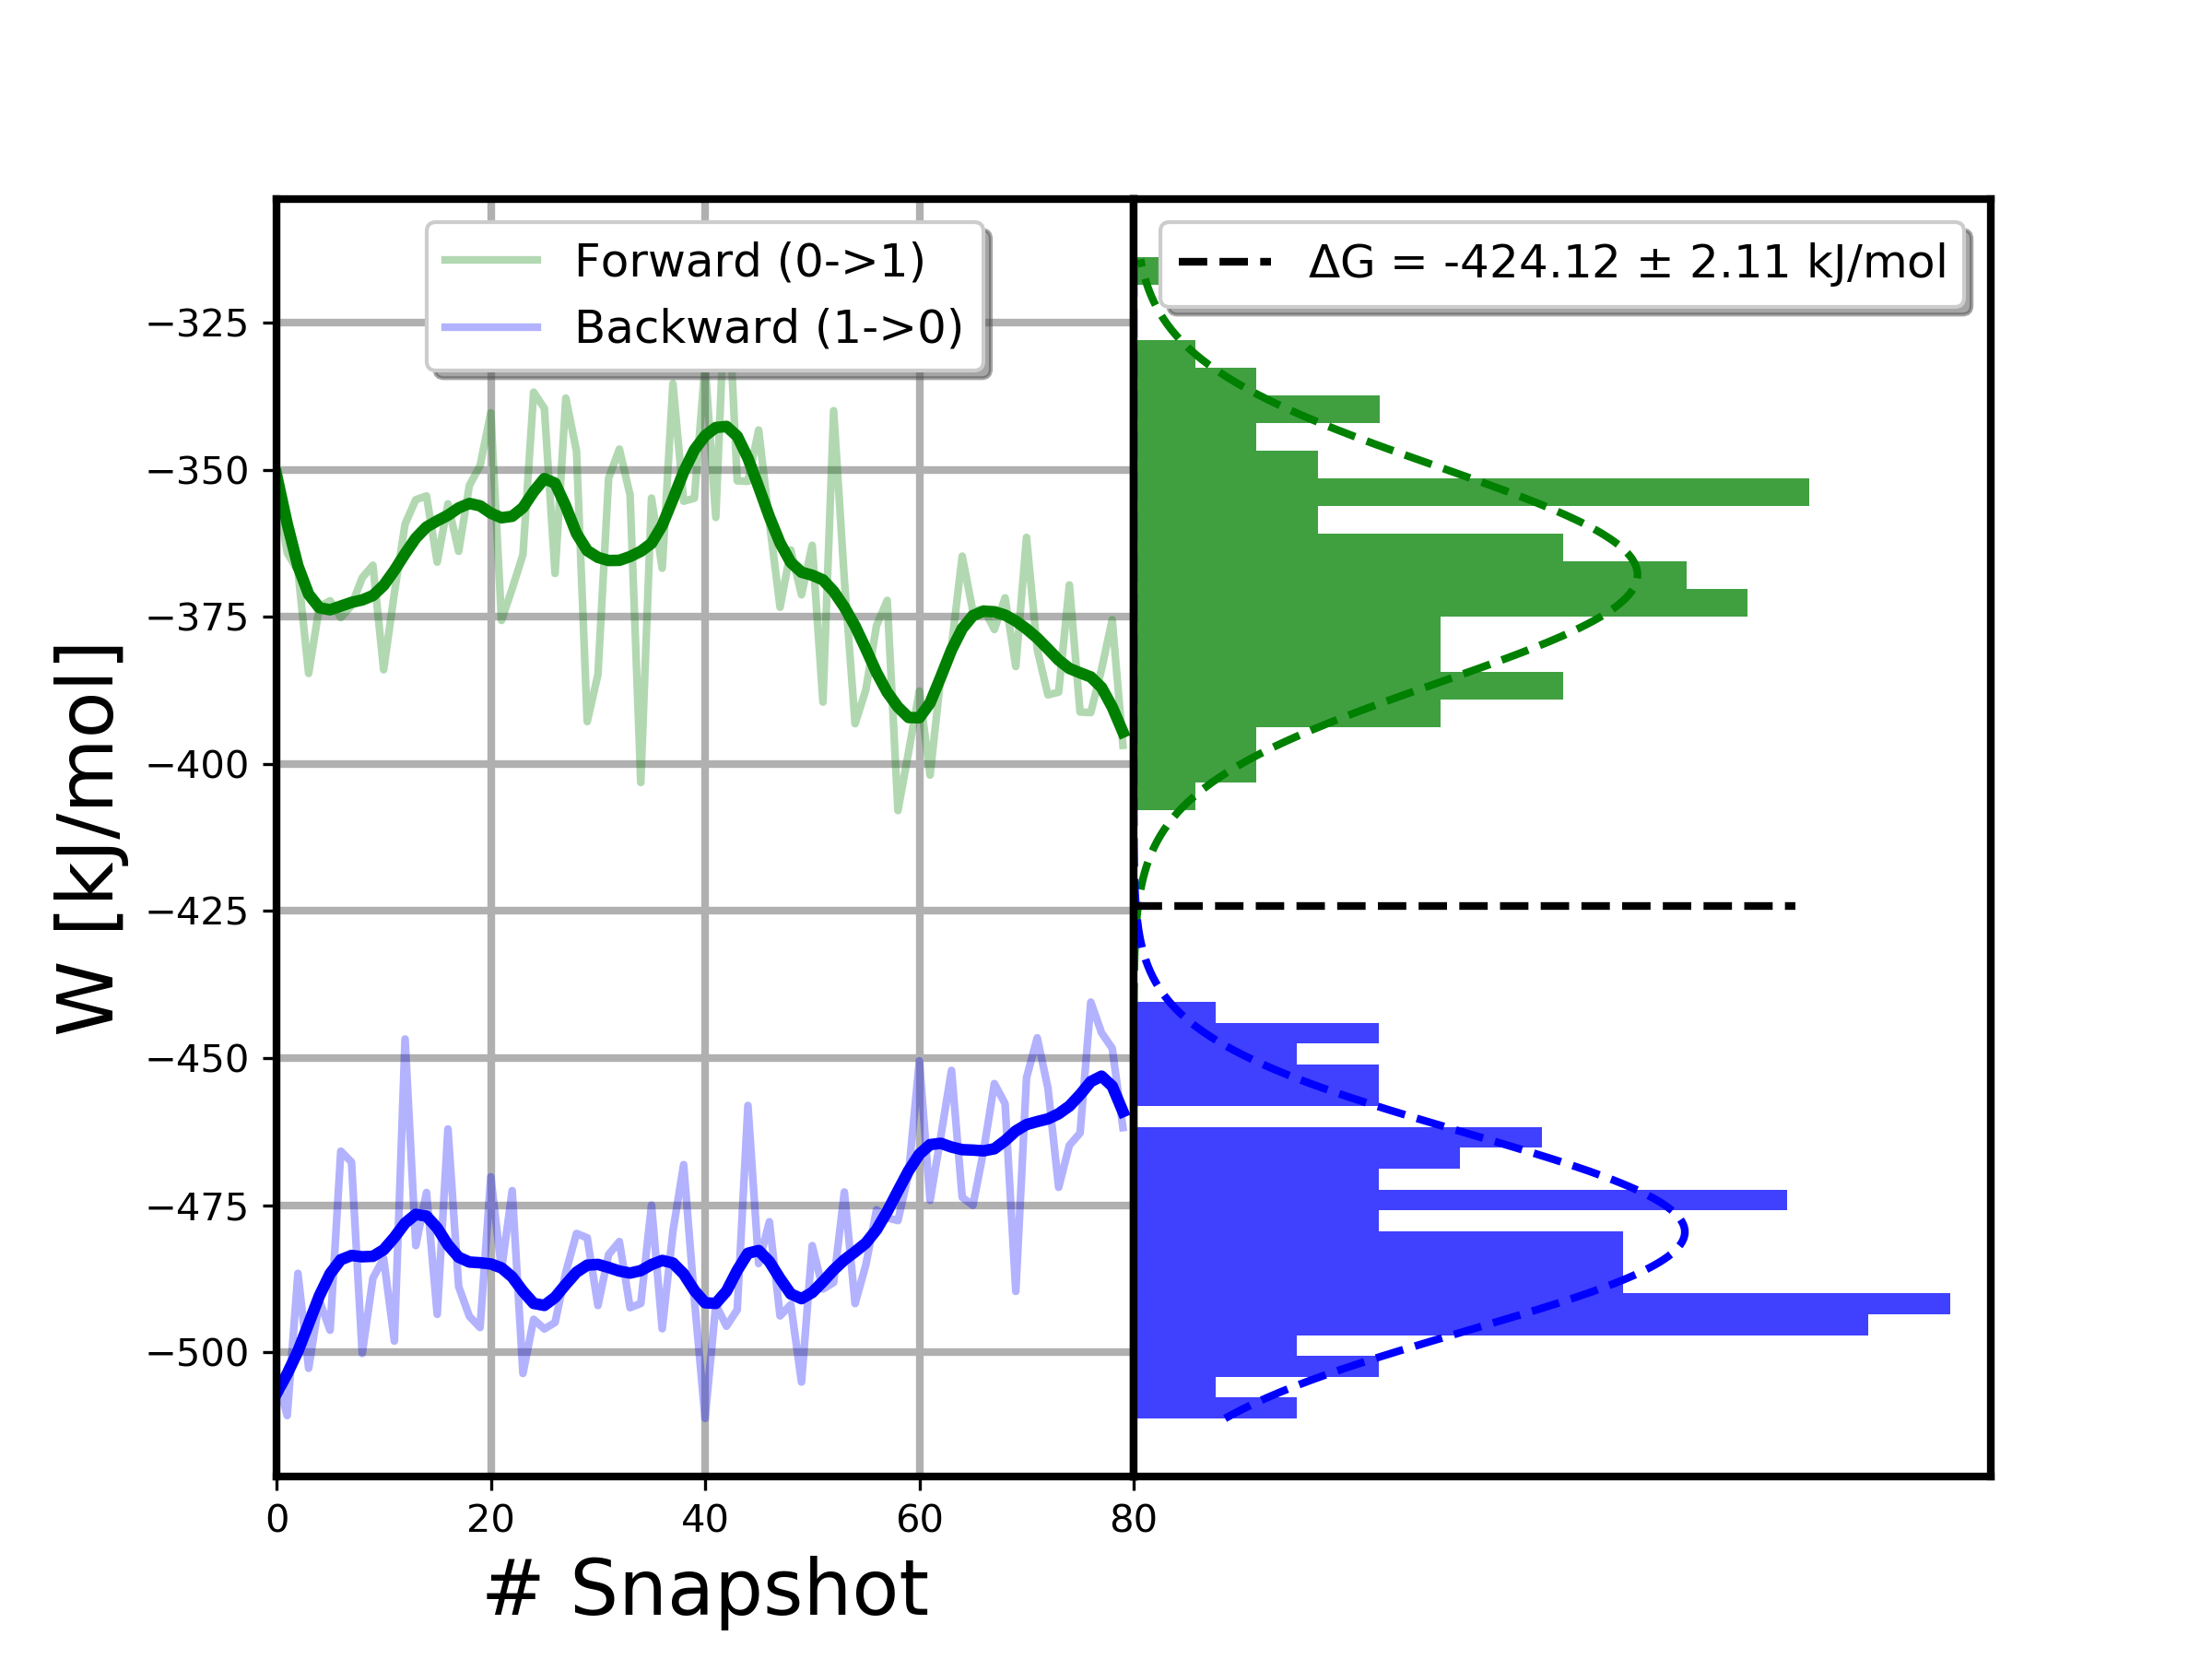 Forward (0->1)
Backward (1->0)
ΔG = -424.12 ± 2.11 kJ/mol
W [kJ/mol]
−325
−350
−375
−400
−425
−450
−475
−500
0 20 40 60 80
# Snapshot